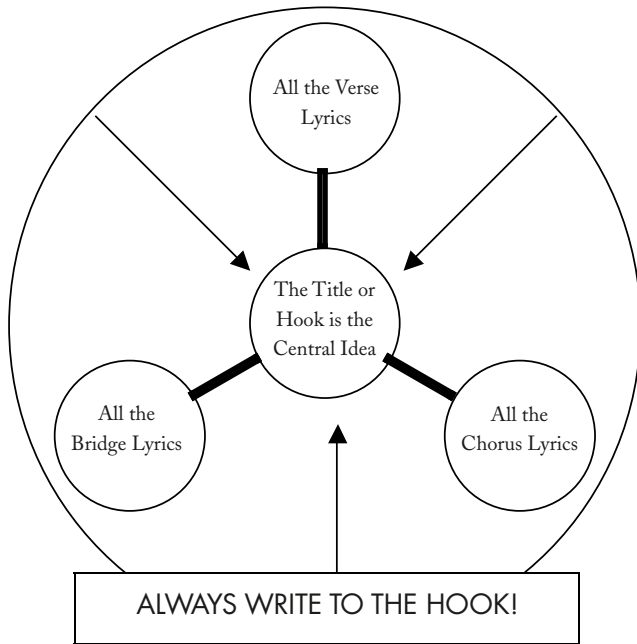 All the Verse
Lyrics
The Title or
Hook is the
Central Idea
All the
Bridge Lyrics
All the
Chorus Lyrics
ALWAYS WRITE TO THE HOOK!